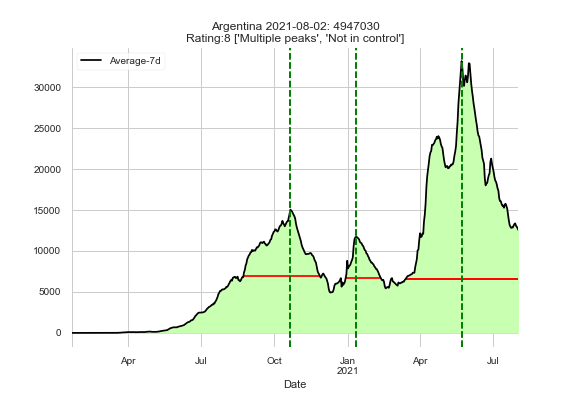 Argentina 2021-08-02: 4947030
Rating:8 ['Multiple peaks', 'Not in control']
Average-7d
30000
25000
20000
15000
10000
5000
0
Apr Jul Oct Jan Apr Jul
2021
Date